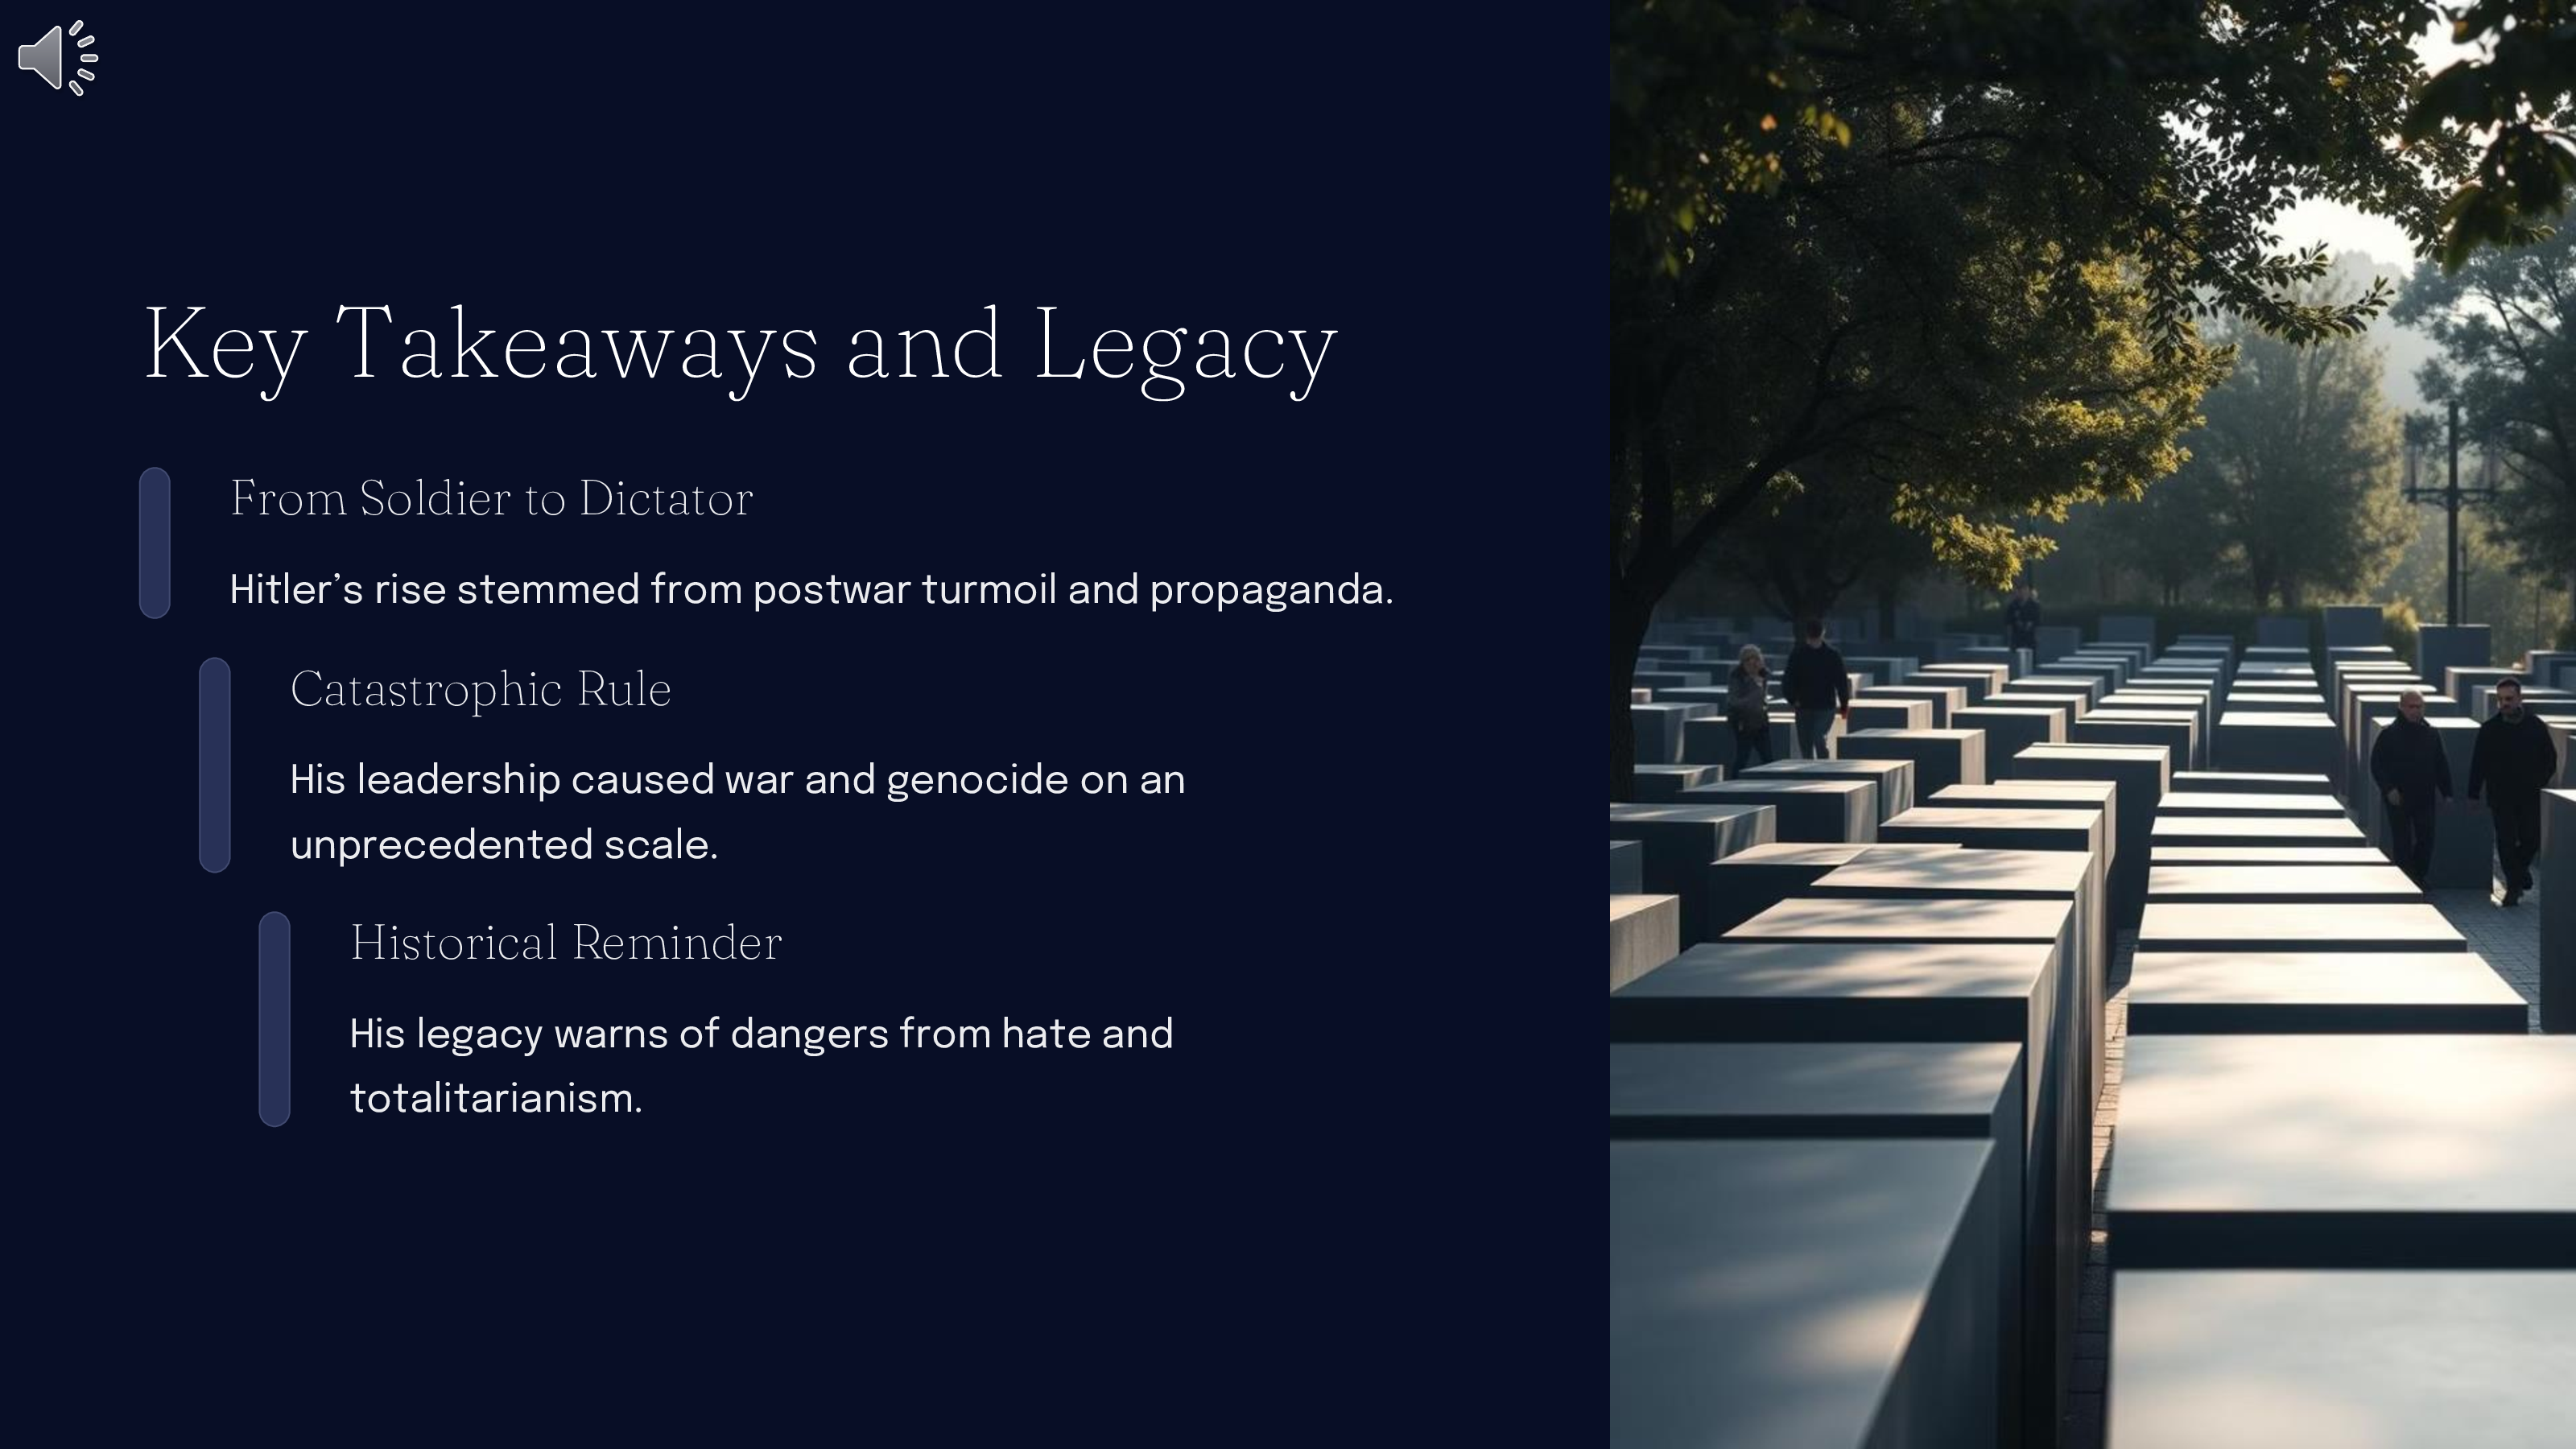 Key Takeaways and Legacy
From Soldier to Dictator
Hitler’s rise stemmed from postwar turmoil and propaganda.
Catastrophic Rule
His leadership caused war and genocide on an
unprecedented scale.
Historical Reminder
His legacy warns of dangers from hate and
totalitarianism.